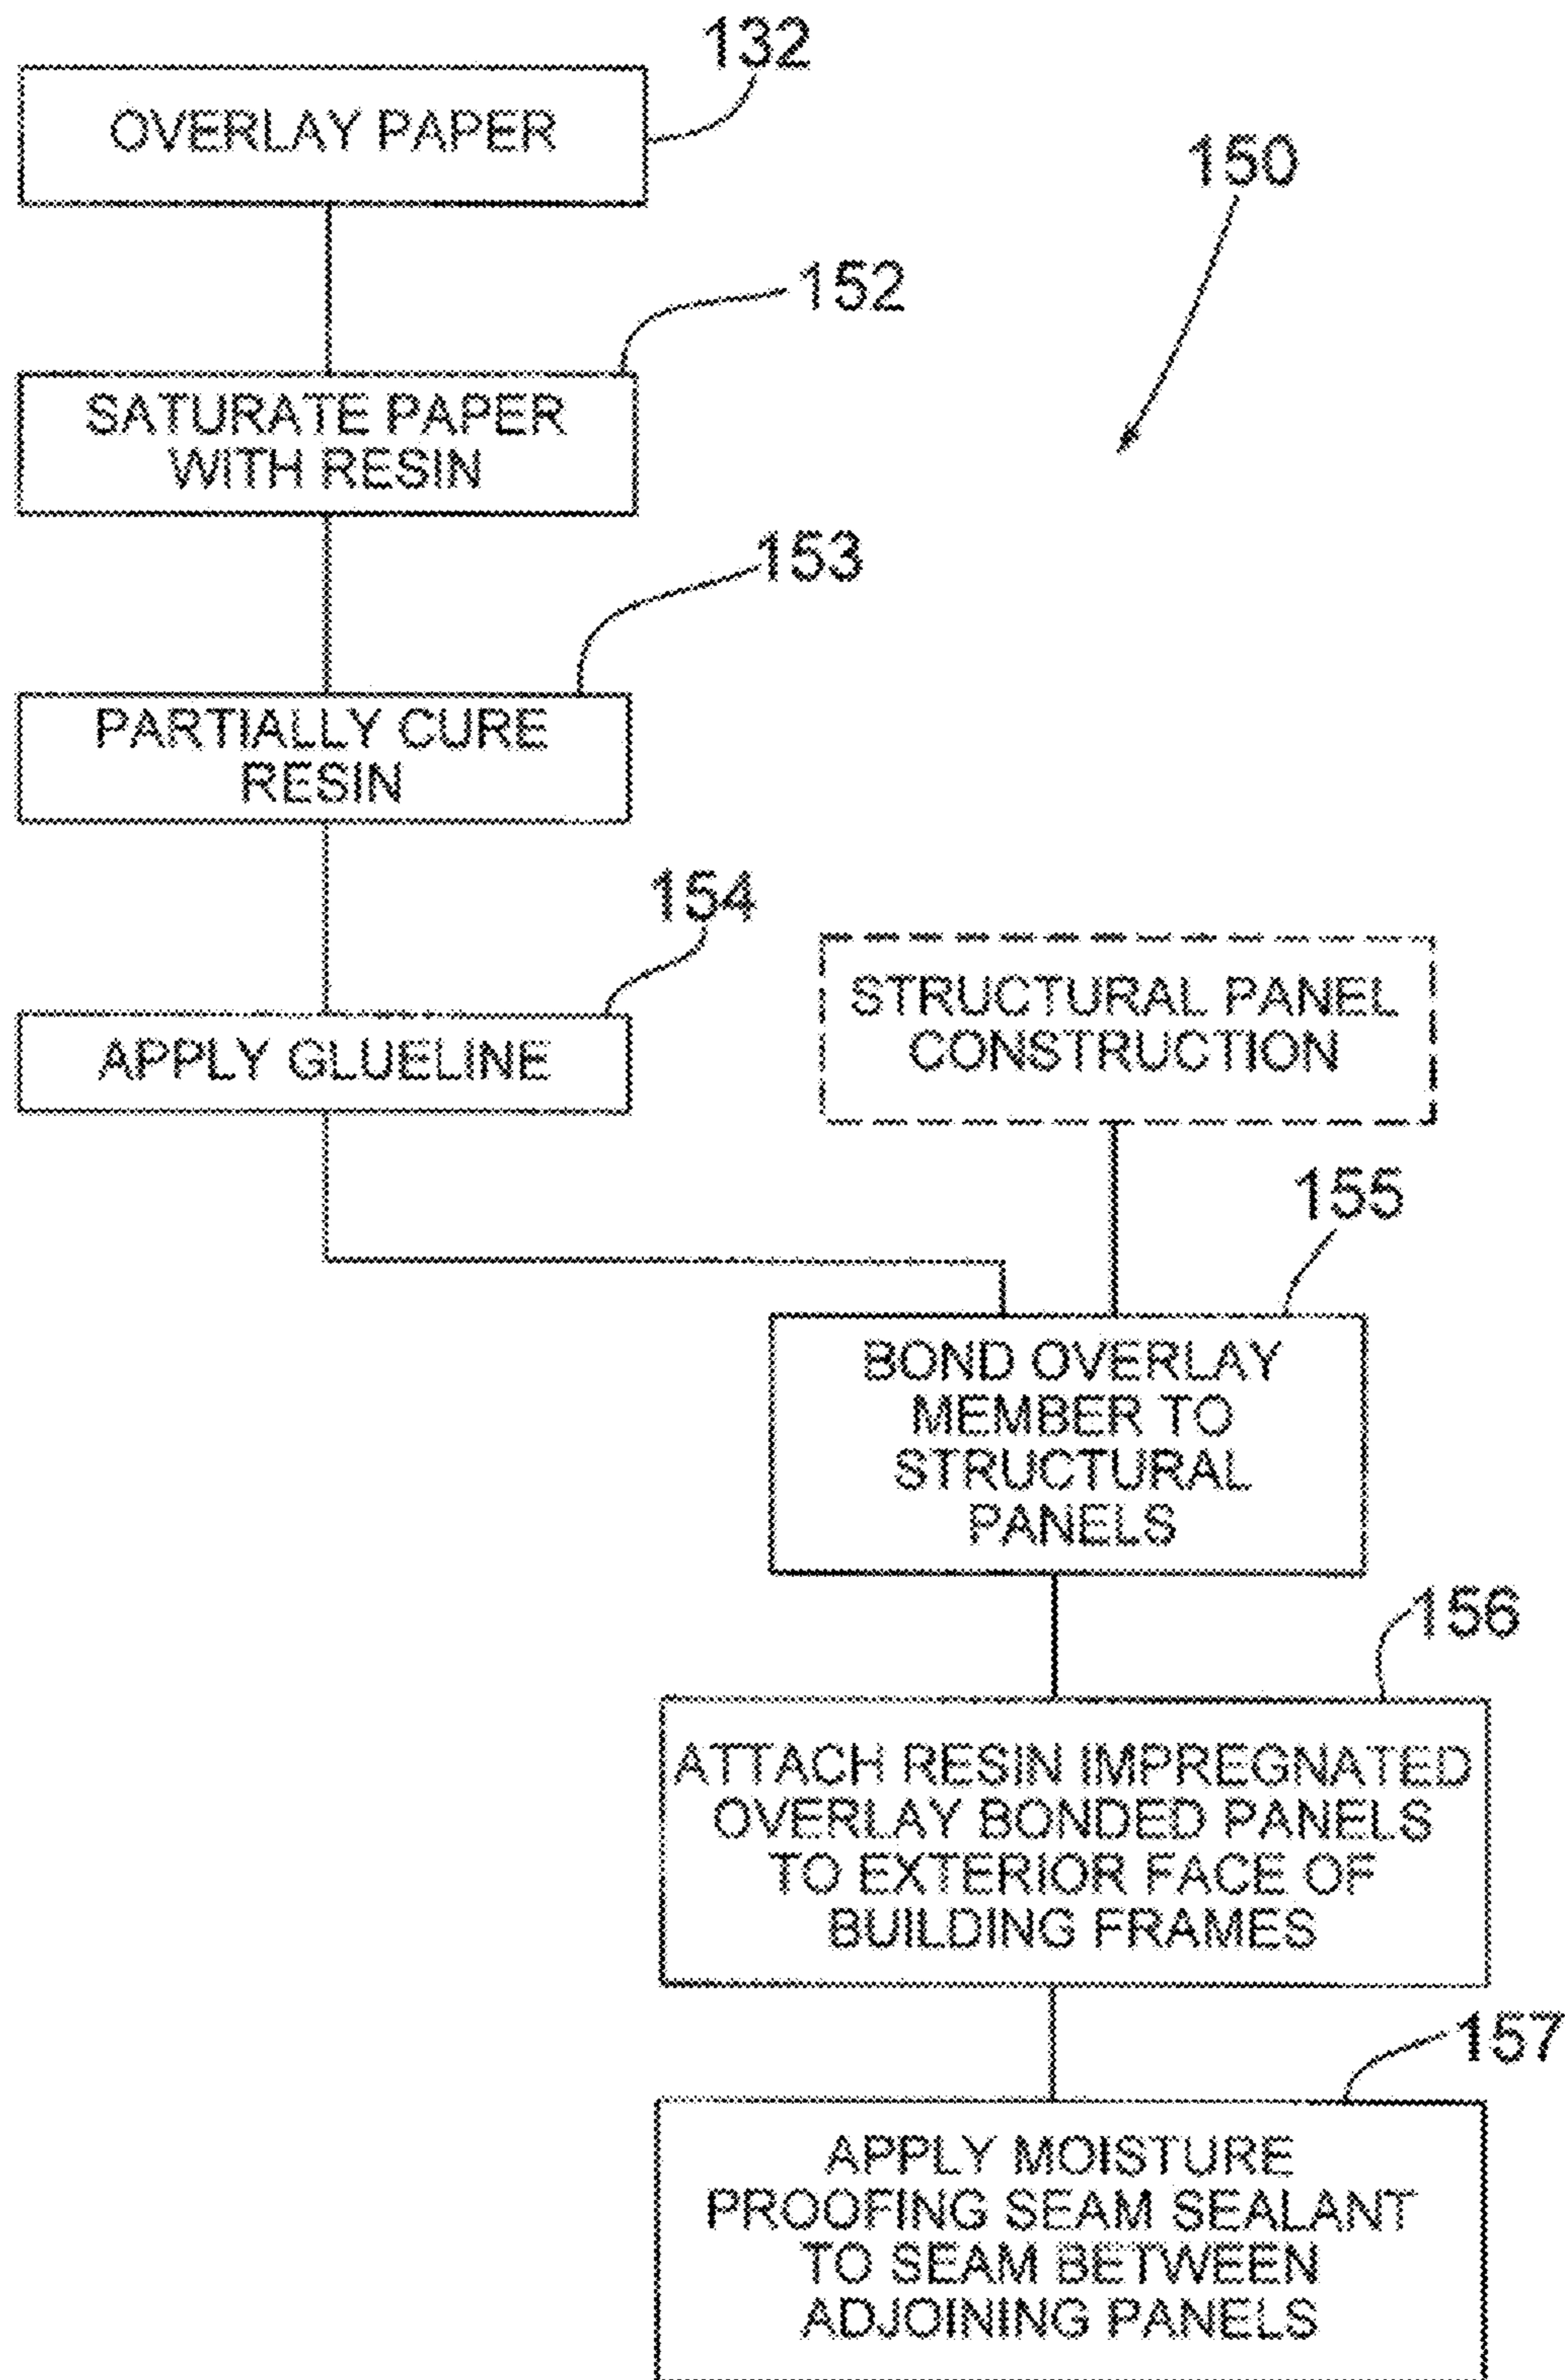 132
OVERLAY PAPER
150
152
SATURATE PAPER
WITH RESIN
153
PARTIALLY CURE
RESIN
154
APPLY GLUELINE
STRUCTURAL PANEL
CONSTRUCTION
155
BOND OVERLAY
MEMBER TO
STRUCTURAL
PANELS
156
ATTACH RESIN IMPREGNATED
OVERLAY BONDED PANELS
TO EXTERIOR FACE OF
BUILDING FRAMES
157
APPLY MOISTURE
PROOFING SEAM SEALANT
TO SEAM BETWEEN
ADJOINING PANELS